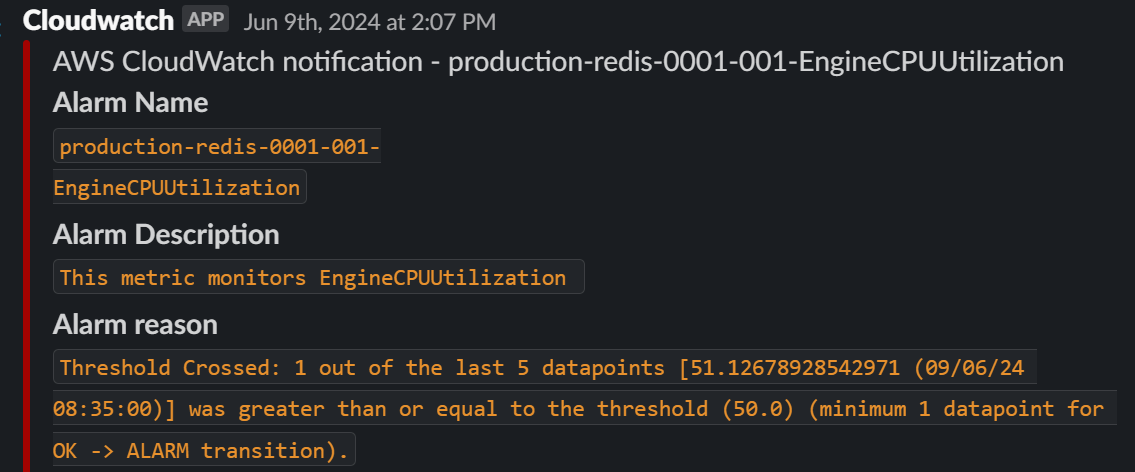 Cloudwatch APP Jun 9th, 2024 at 2:07 PM
AWS CloudWatch notification - production-redis-0001-001-EngineCPUUtilization
Alarm Name
production-redis-0001-001-
EngineCPUUtilization
Alarm Description
This metric monitors EngineCPUUtilization
Alarm reason
Threshold Crossed: 1 out of the last 5 datapoints [51.12678928542971 (09/06/24
08:35:00)] was greater than or equal to the threshold (50.0) (minimum 1 datapoint for
OK -> ALARM transition).